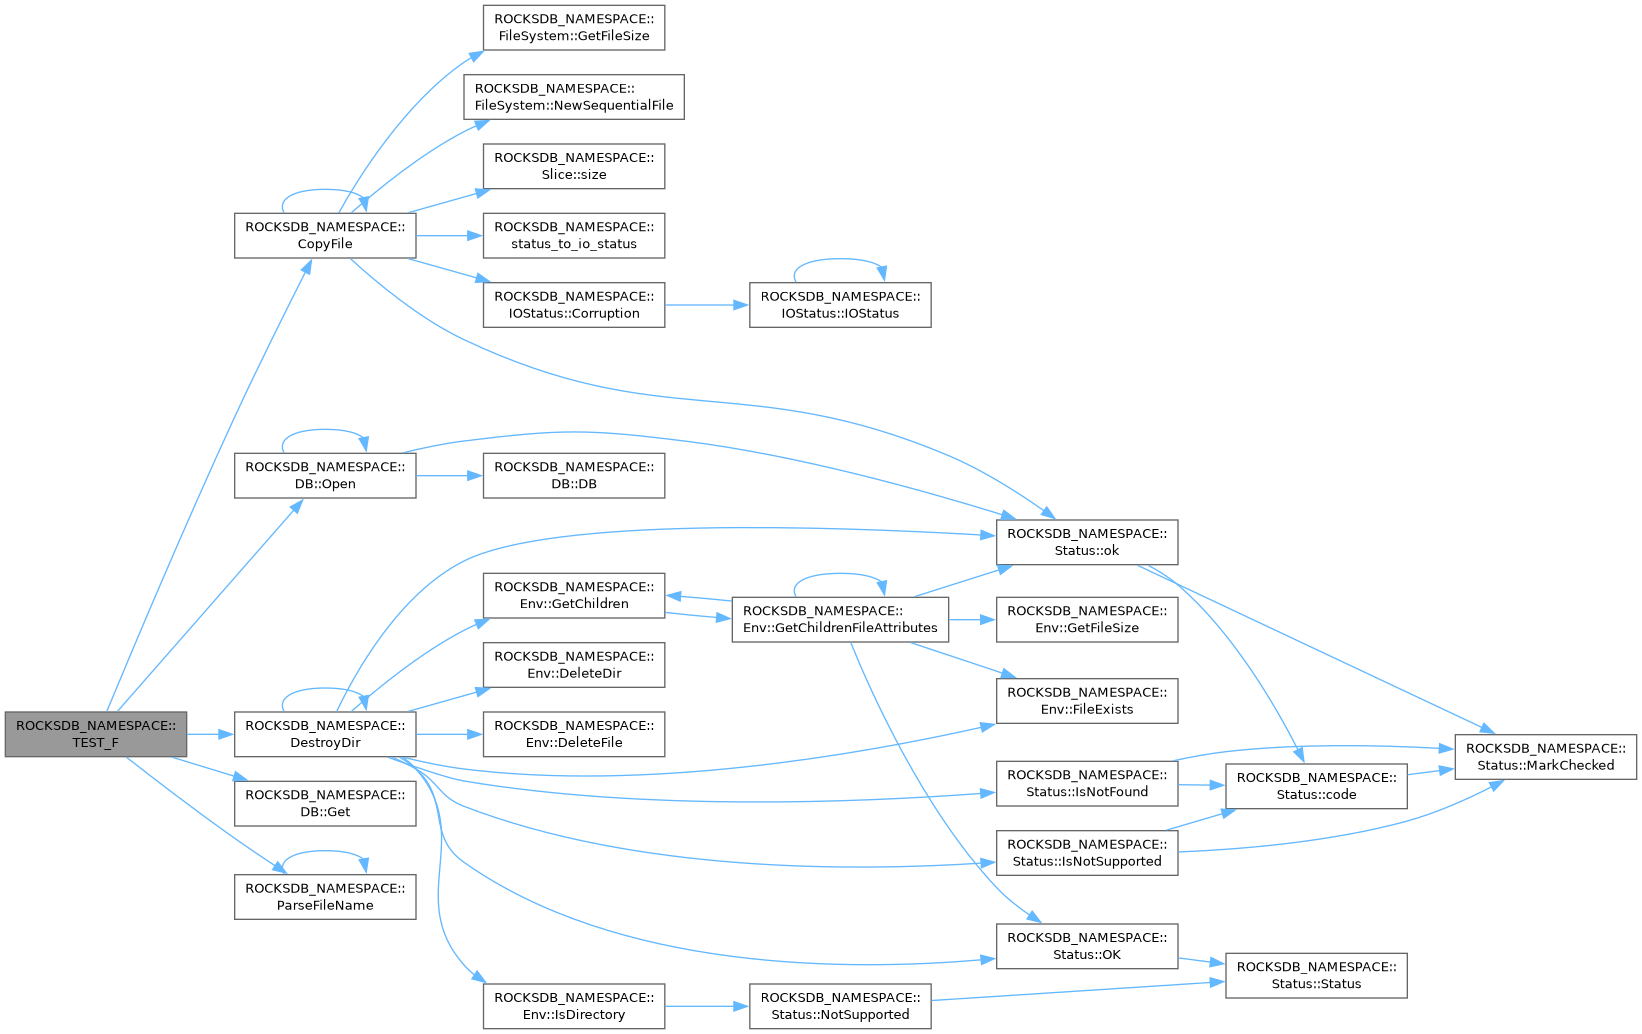 ROCKSDB_NAMESPACE::
FileSystem::GetFileSize
ROCKSDB_NAMESPACE::
FileSystem::NewSequentialFile
ROCKSDB_NAMESPACE::
Slice::size
ROCKSDB_NAMESPACE::
CopyFile
ROCKSDB_NAMESPACE::
status_to_io_status
ROCKSDB_NAMESPACE::
IOStatus::Corruption
ROCKSDB_NAMESPACE::
IOStatus::IOStatus
ROCKSDB_NAMESPACE::
DB::Open
ROCKSDB_NAMESPACE::
DB::DB
ROCKSDB_NAMESPACE::
Status::ok
ROCKSDB_NAMESPACE::
Env::GetChildren
ROCKSDB_NAMESPACE::
Env::GetChildrenFileAttributes
ROCKSDB_NAMESPACE::
Env::GetFileSize
ROCKSDB_NAMESPACE::
Env::DeleteDir
ROCKSDB_NAMESPACE::
Env::FileExists
ROCKSDB_NAMESPACE::
TEST_F
ROCKSDB_NAMESPACE::
DestroyDir
ROCKSDB_NAMESPACE::
Env::DeleteFile
ROCKSDB_NAMESPACE::
Status::MarkChecked
ROCKSDB_NAMESPACE::
Status::IsNotFound
ROCKSDB_NAMESPACE::
Status::code
ROCKSDB_NAMESPACE::
DB::Get
ROCKSDB_NAMESPACE::
Status::IsNotSupported
ROCKSDB_NAMESPACE::
ParseFileName
ROCKSDB_NAMESPACE::
Status::OK
ROCKSDB_NAMESPACE::
Status::Status
ROCKSDB_NAMESPACE::
Env::IsDirectory
ROCKSDB_NAMESPACE::
Status::NotSupported